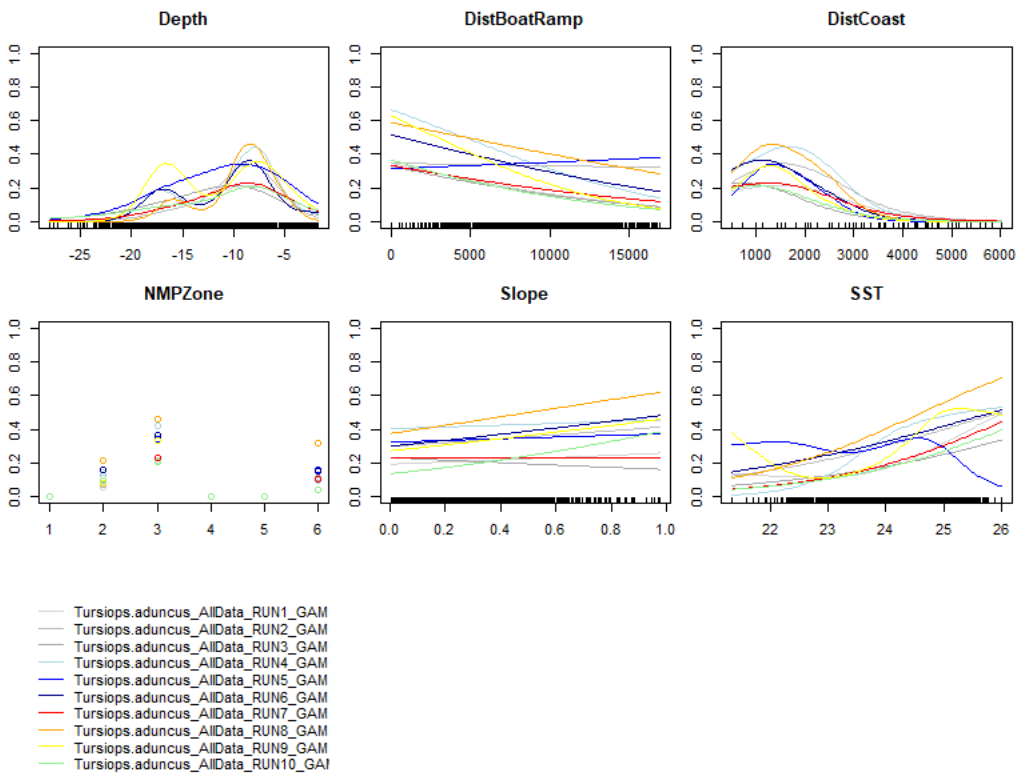 Depth
DistBoatRamp
DistCoast
0.0 0.2 0.4 0.6 0.8 1.0
0.0 0.2 0.4 0.6 0.8 1.0
0.0 0.2 0.4 0.6 0.8 1.0
-25 -20 -15 -10 -5
0 5000 10000 15000
1000 2000 3000 4000 5000 6000
NMPZone
Slope
SST
0.0 0.2 0.4 0.6 0.8 1.0
0.0 0.2 0.4 0.6 0.8 1.0
0.0 0.2 0.4 0.6 0.8 1.0
1 2 3 4 5 6
0.0 0.2 0.4 0.6 0.8 1.0
22 23 24 25 26
Tursiops.aduncus_AllData_RUN1_GAM
Tursiops.aduncus_AllData_RUN2_GAM
Tursiops.aduncus_AllData_RUN3_GAM
Tursiops.aduncus_AllData_RUN4_GAM
Tursiops.aduncus_AllData_RUN5_GAM
Tursiops.aduncus_AllData_RUN6_GAM
Tursiops.aduncus_AllData_RUN7_GAM
Tursiops.aduncus_AllData_RUN8_GAM
Tursiops.aduncus_AllData_RUN9_GAM
Tursiops.aduncus_AllData_RUN10_GA